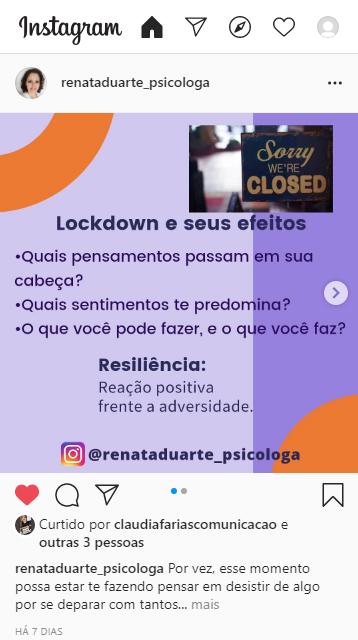 Instagram
renataduarte_psicologa
Sorry
WE'RE
CLOSED
Lockdown e seus efeitos
•Quais pensamentos passam em sua
cabeça?
•Quais sentimentos te predomina?
•O que você pode fazer, e o que você faz?
Resiliência:
Reação positiva
frente a adversidade.
@renataduarte_psicologa
Curtido por claudiafariascomunicacao e
outras 3 pessoas
renataduarte_psicologa Por vez, esse momento
possa estar te fazendo pensar em desistir de algo
por se deparar com tantos... mais
HÁ 7 DIAS